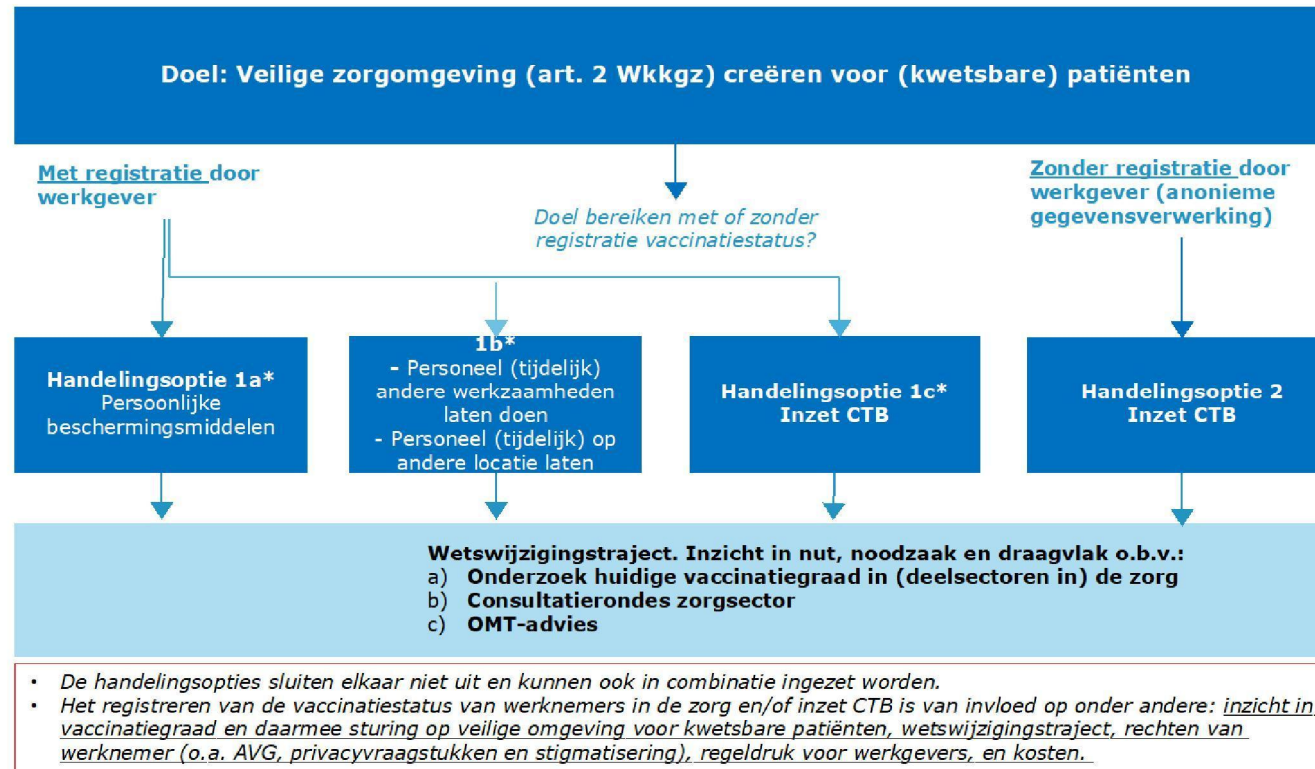 Doel: Veilige zorgomgeving (art. 2 Wkkgz) creëren voor (kwetsbare) patiënten
Met registratie door
werkgever
Doel bereiken met of zonder
registratie vaccinatiestatus?
Zonder registratie door
werkgever (anonieme
gegevensverwerking)
Handelingsoptie 1a*
Persoonlijke
beschermingsmiddelen
1b*
- Personeel (tijdelijk)
andere werkzaamheden
laten doen
- Personeel (tijdelijk) op
andere locatie laten
Handelingsoptie 1c*
Inzet CTB
Handelingsoptie 2
Inzet CTB
Wetswijzigingstraject. Inzicht in nut, noodzaak en draagvlak o.b.v.:
a) Onderzoek huidige vaccinatiegraad in (deelsectoren in) de zorg
b) Consultatierondes zorgsector
c) OMT-advies
• De handelingsopties sluiten elkaar niet uit en kunnen ook in combinatie ingezet worden.
• Het registreren van de vaccinatiestatus van werknemers in de zorg en/of inzet CTB is van invloed op onder andere: inzicht in
vaccinatiegraad en daarmee sturing op veilige omgeving voor kwetsbare patiënten, wetswijzigingstraject, rechten van
werknemer (o.a. AVG, privacyvraagstukken en stigmatisering), regeldruk voor werkgevers, en kosten.